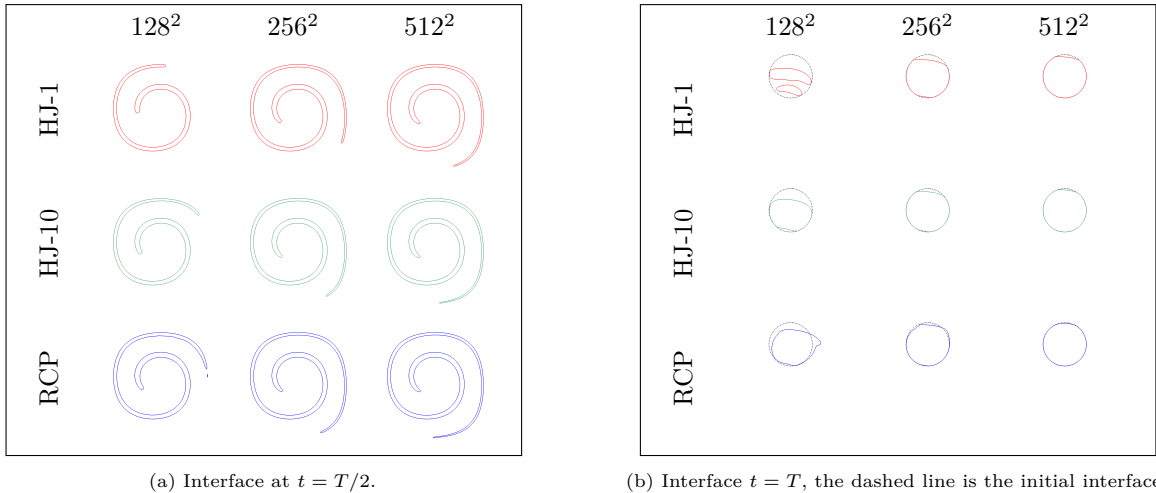 128² 256² 512²
HJ-1
HJ-10
RCP
(a) Interface at t = T/2.
128² 256² 512²
HJ-1
HJ-10
RCP
(b) Interface t = T, the dashed line is the initial interface